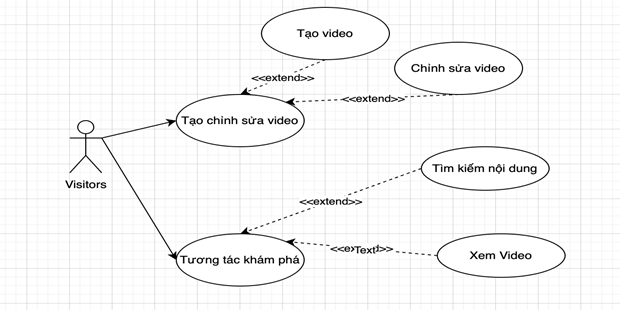 Tạo video
Chỉnh sửa video
<<extend>>
<<extend>>
Tạo chỉnh sửa video
Visitors
Tìm kiếm nội dung
<<extend>>
Text
Tương tác khám phá
Xem Video